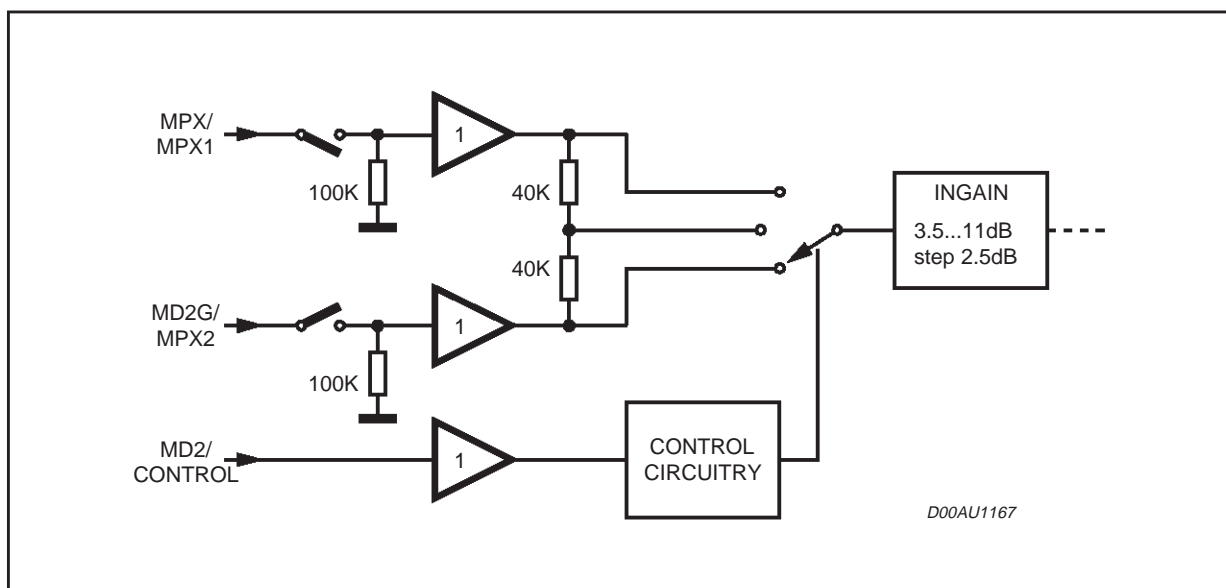 MPX/
MPX1
1
100K
40K
40K
INGAIN
3.5...11dB
step 2.5dB
MD2G/
MPX2
1
100K
MD2/
CONTROL
1
CONTROL
CIRCUITRY
D00AU1167